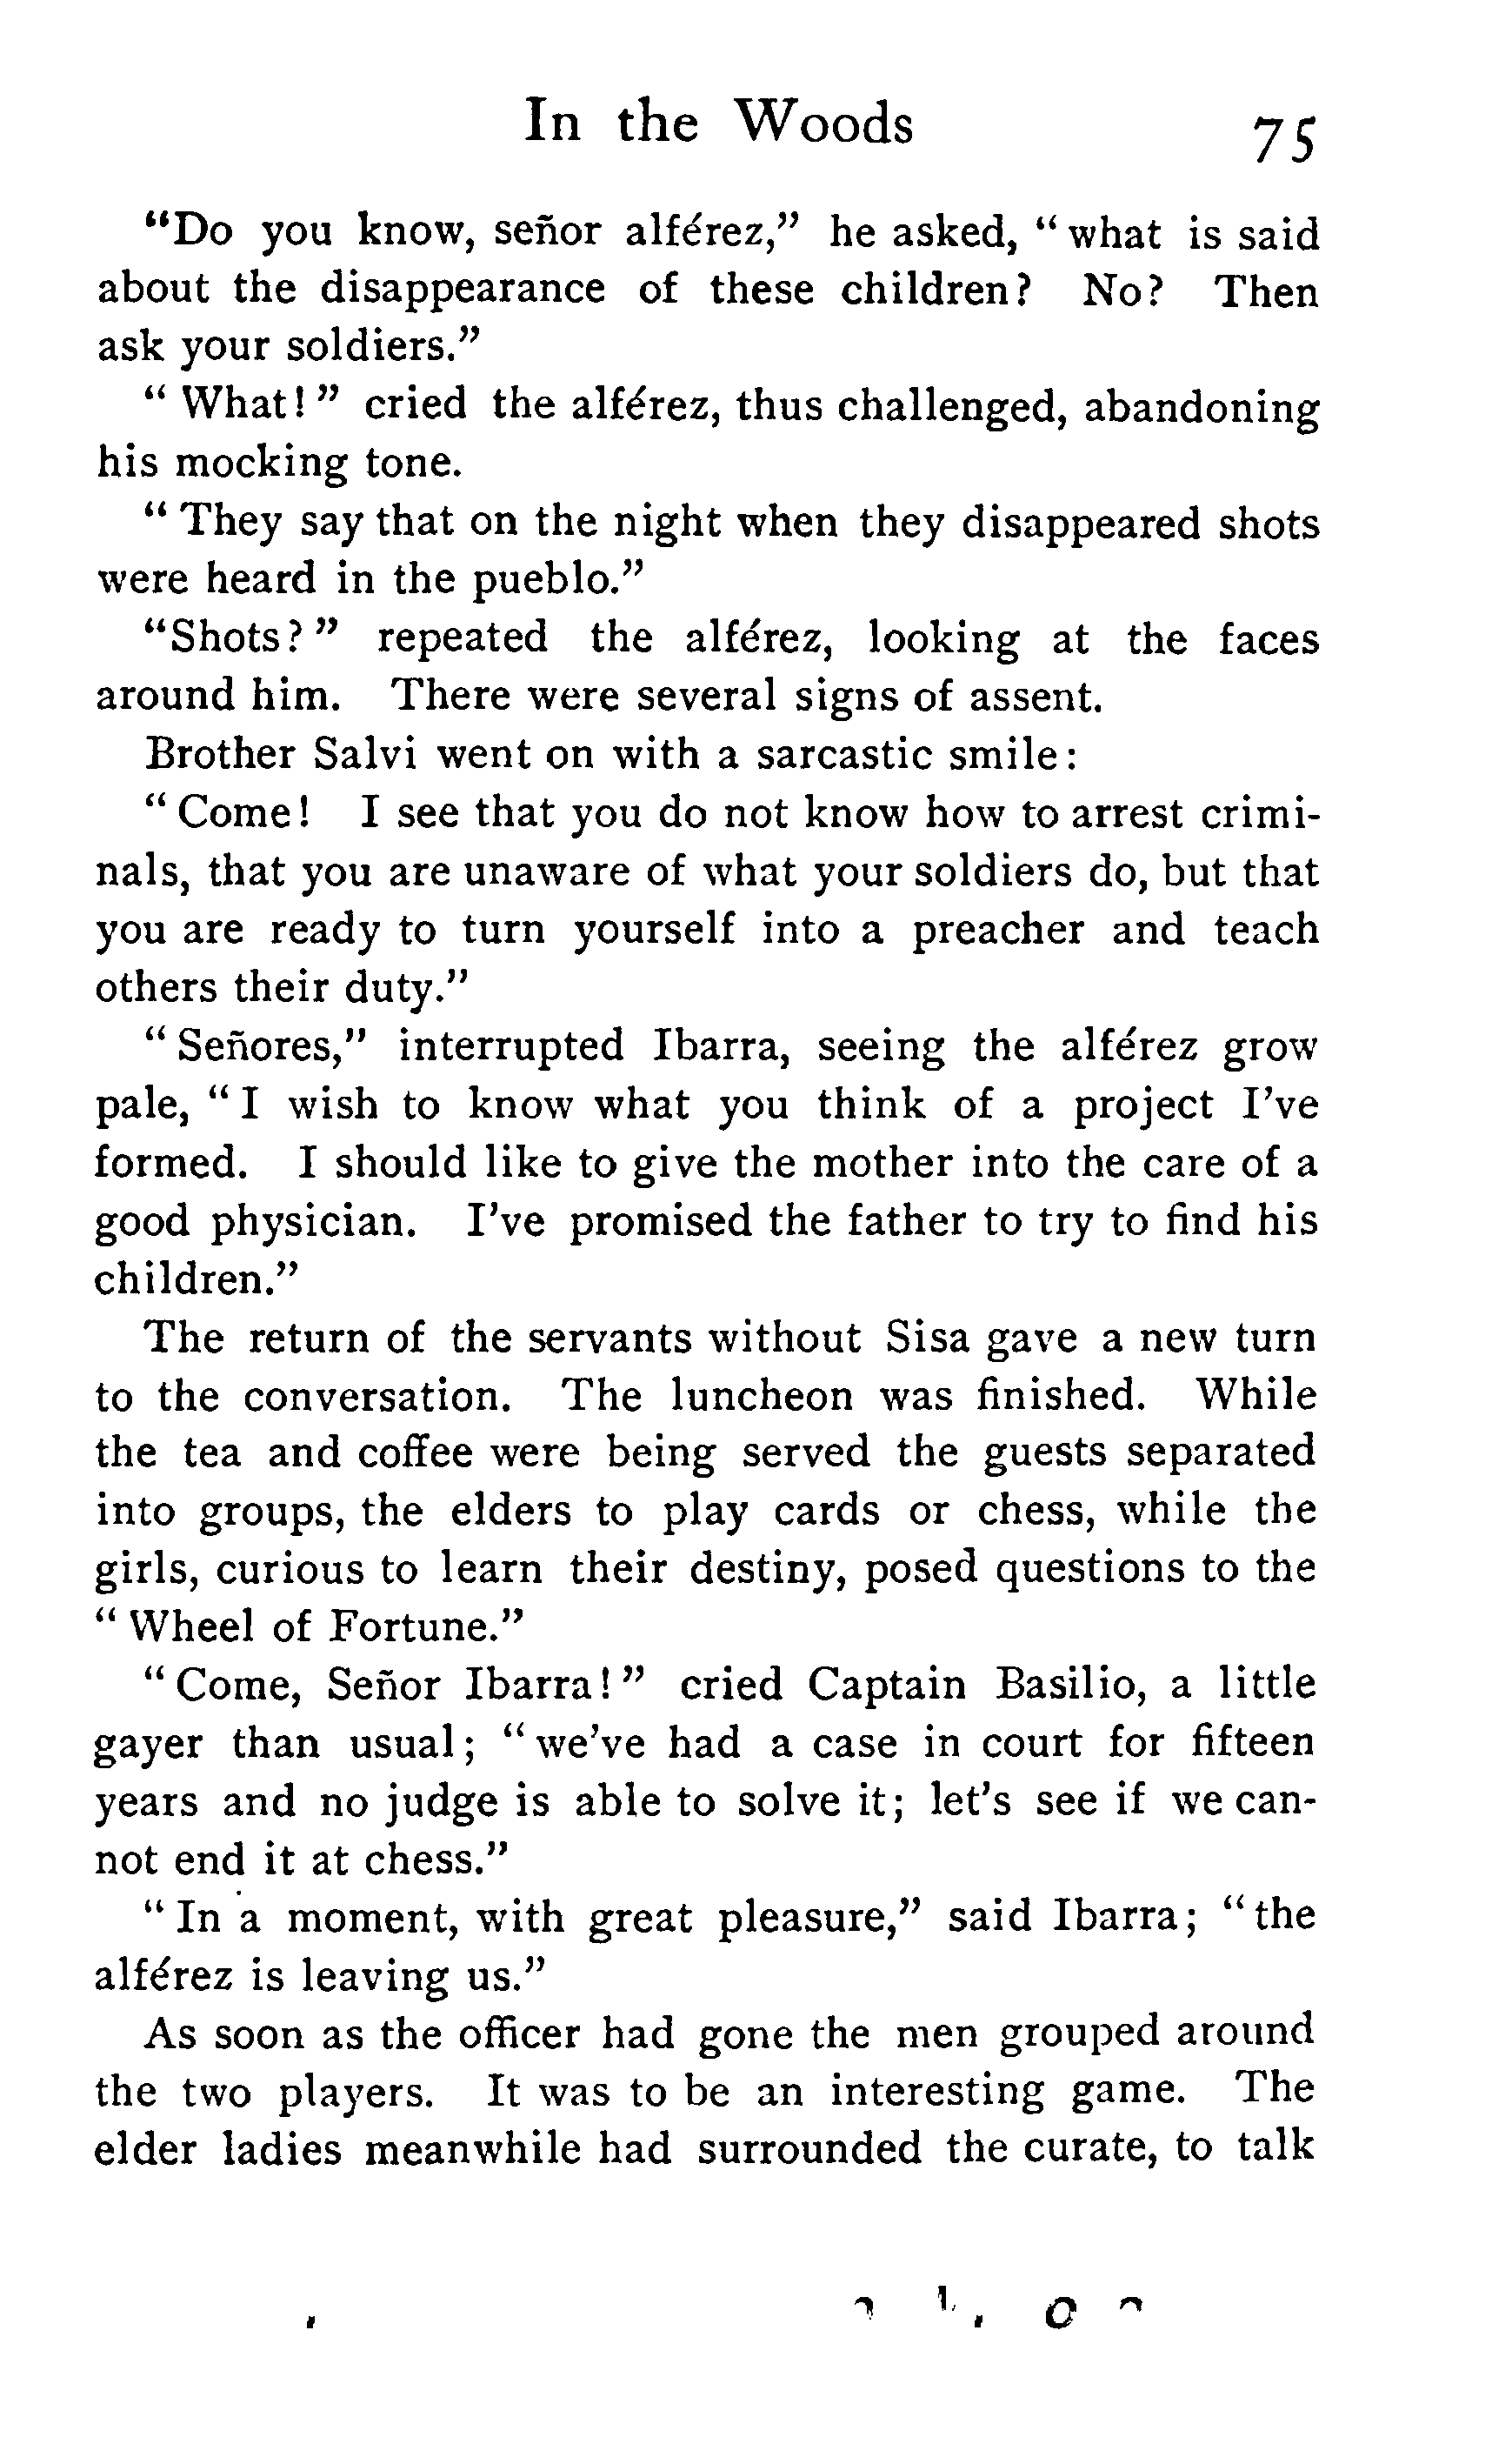 In the Woods 75
"Do you know, señor alférez," he asked, "what is said
about the disappearance of these children? No? Then
ask your soldiers."
"What!" cried the alférez, thus challenged, abandoning
his mocking tone.
"They say that on the night when they disappeared shots
were heard in the pueblo."
"Shots?" repeated the alférez, looking at the faces
around him. There were several signs of assent.
Brother Salvi went on with a sarcastic smile:
"Come! I see that you do not know how to arrest crimi-
nals, that you are unaware of what your soldiers do, but that
you are ready to turn yourself into a preacher and teach
others their duty."
"Señores," interrupted Ibarra, seeing the alférez grow
pale, "I wish to know what you think of a project I've
formed. I should like to give the mother into the care of a
good physician. I've promised the father to try to find his
children."
The return of the servants without Sisa gave a new turn
to the conversation. The luncheon was finished. While
the tea and coffee were being served the guests separated
into groups, the elders to play cards or chess, while the
girls, curious to learn their destiny, posed questions to the
"Wheel of Fortune."
"Come, Señor Ibarra!" cried Captain Basilio, a little
gayer than usual; "we've had a case in court for fifteen
years and no judge is able to solve it; let's see if we can-
not end it at chess."
"In a moment, with great pleasure," said Ibarra; "the
alférez is leaving us."
As soon as the officer had gone the men grouped around
the two players. It was to be an interesting game. The
elder ladies meanwhile had surrounded the curate, to talk